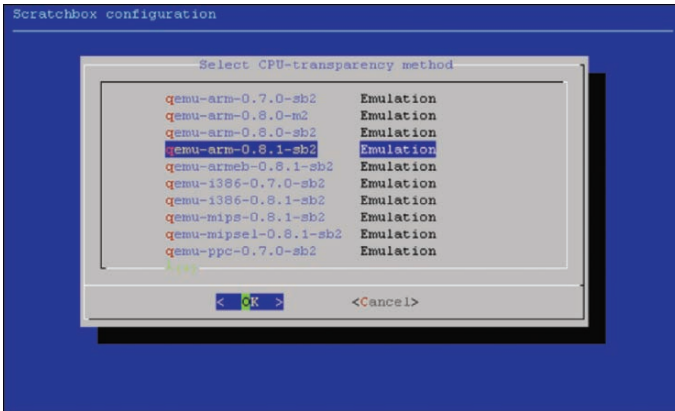 Scratchbox configuration
Select CPU-transparency method
qemu-arm-0.7.0-sb2 Emulation
qemu-arm-0.8.0-m2 Emulation
qemu-arm-0.8.0-sb2 Emulation
qemu-arm-0.8.1-sb2 Emulation
qemu-armeb-0.8.1-sb2 Emulation
qemu-i386-0.7.0-sb2 Emulation
qemu-i386-0.8.1-sb2 Emulation
qemu-mips-0.8.1-sb2 Emulation
qemu-mipsel-0.8.1-sb2 Emulation
qemu-ppc-0.7.0-sb2 Emulation
< OK > <Cancel>